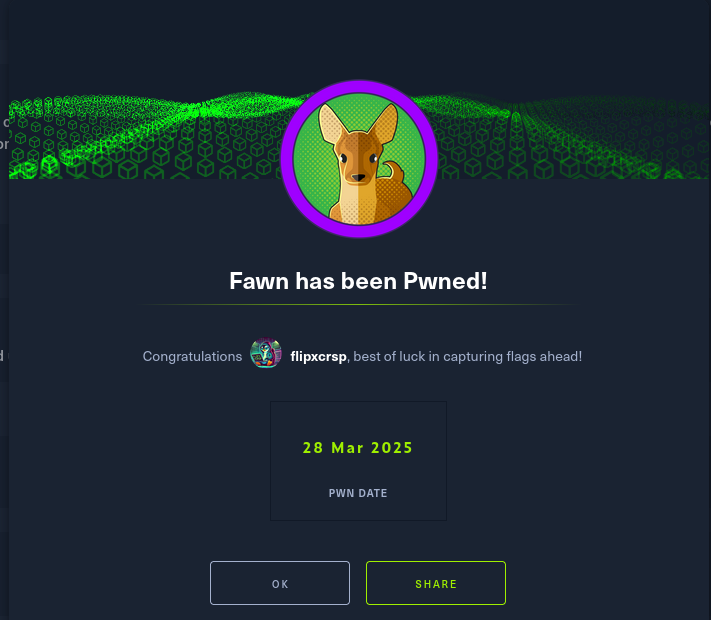 Fawn has been Pwned!
Congratulations flipxcrsp, best of luck in capturing flags ahead!
28 Mar 2025
PWN DATE
OK
SHARE